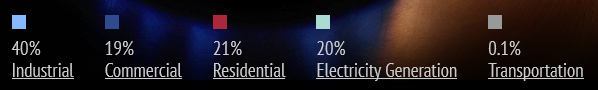 40% 19% 21% 20% 0.1%
Industrial Commercial Residential Electricity Generation Transportation